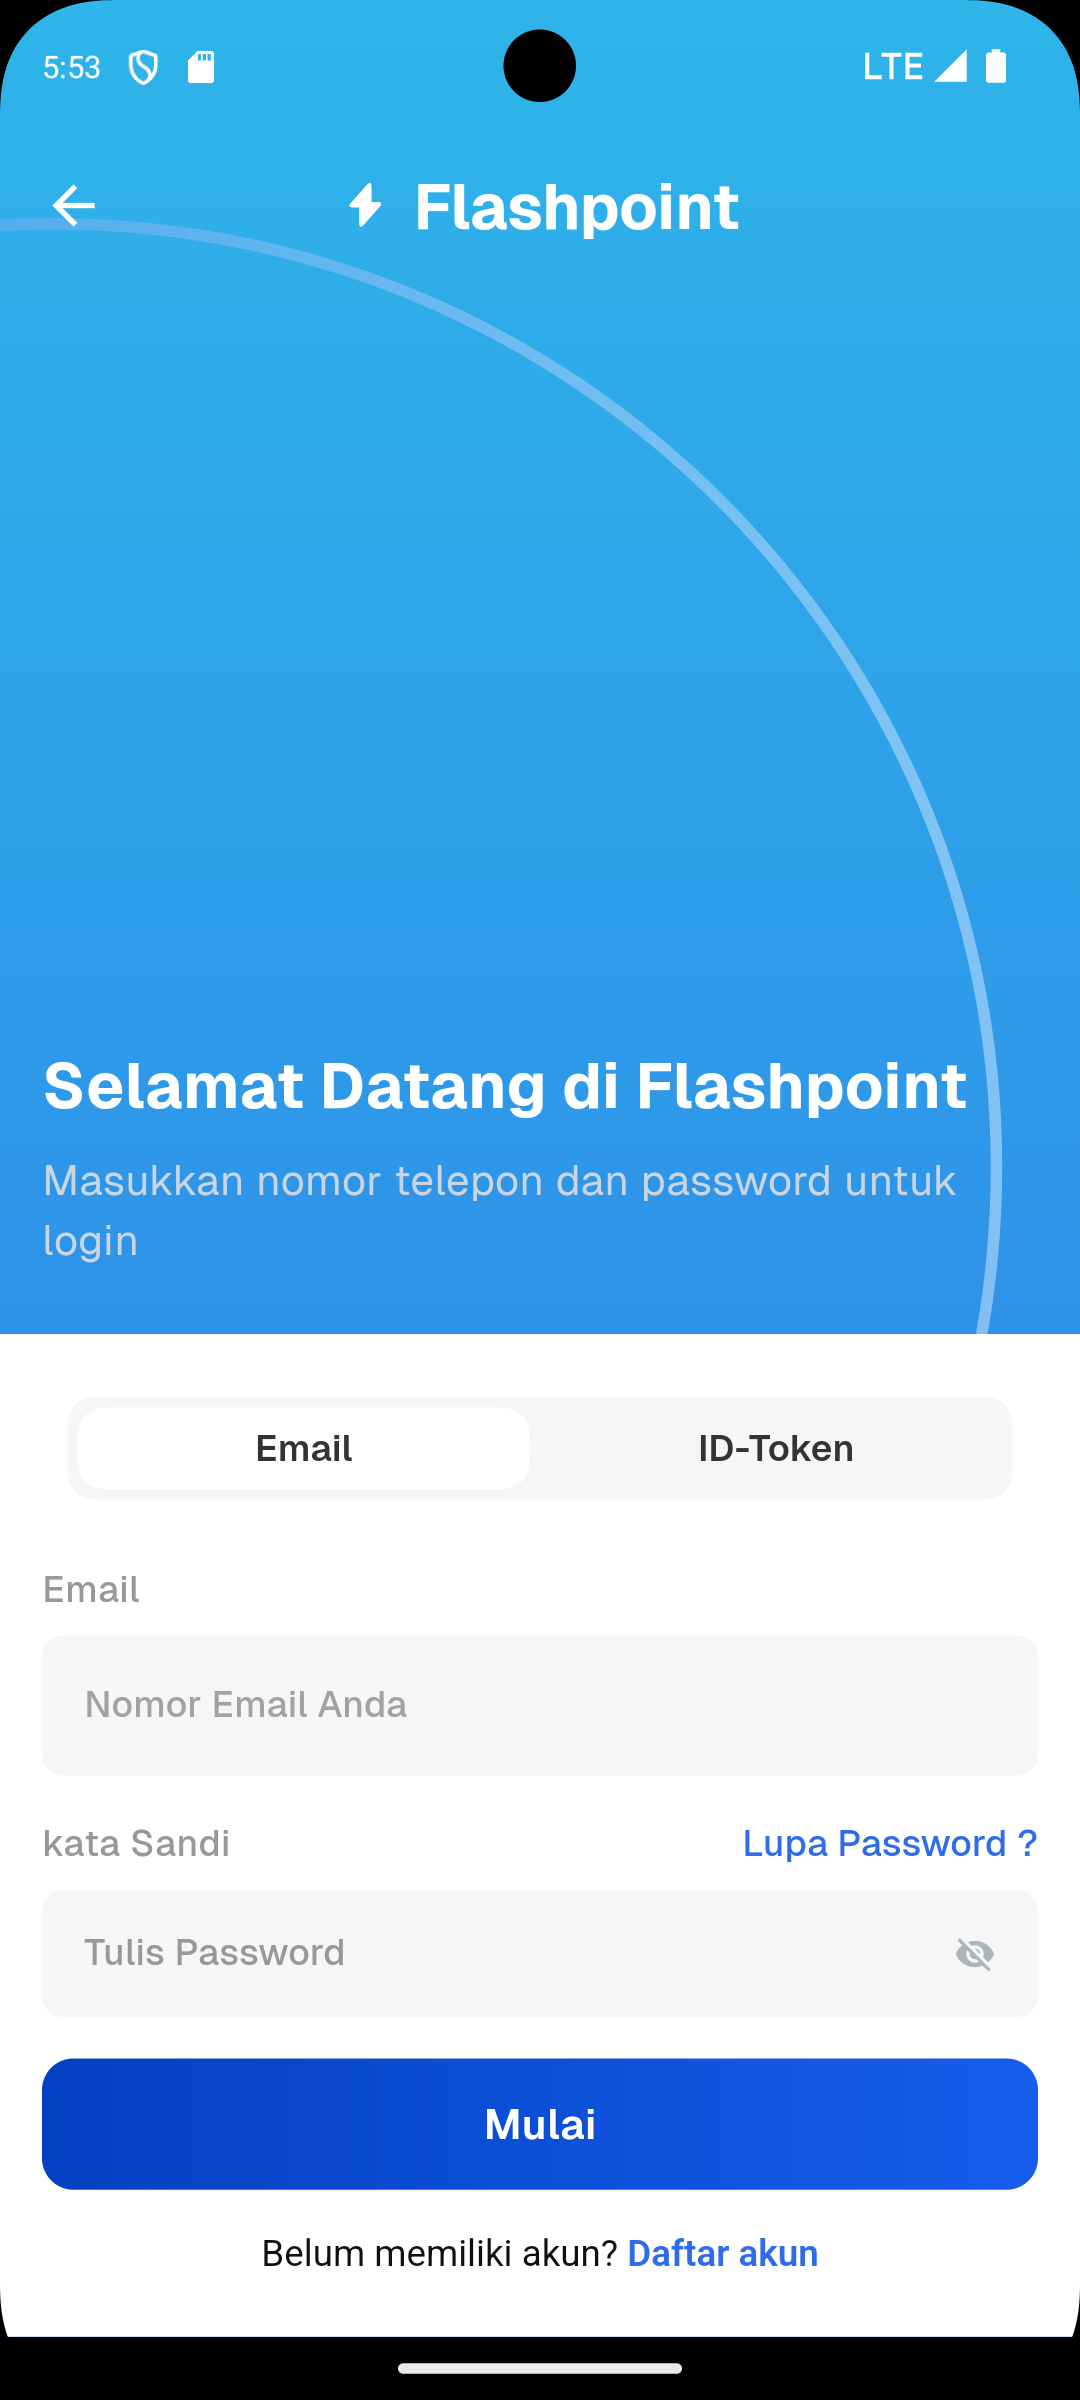 5:53
LTE
Flashpoint
Selamat Datang di Flashpoint
Masukkan nomor telepon dan password untuk
login
Email
ID-Token
Email
Nomor Email Anda
kata Sandi
Lupa Password ?
Tulis Password
Mulai
Belum memiliki akun? Daftar akun